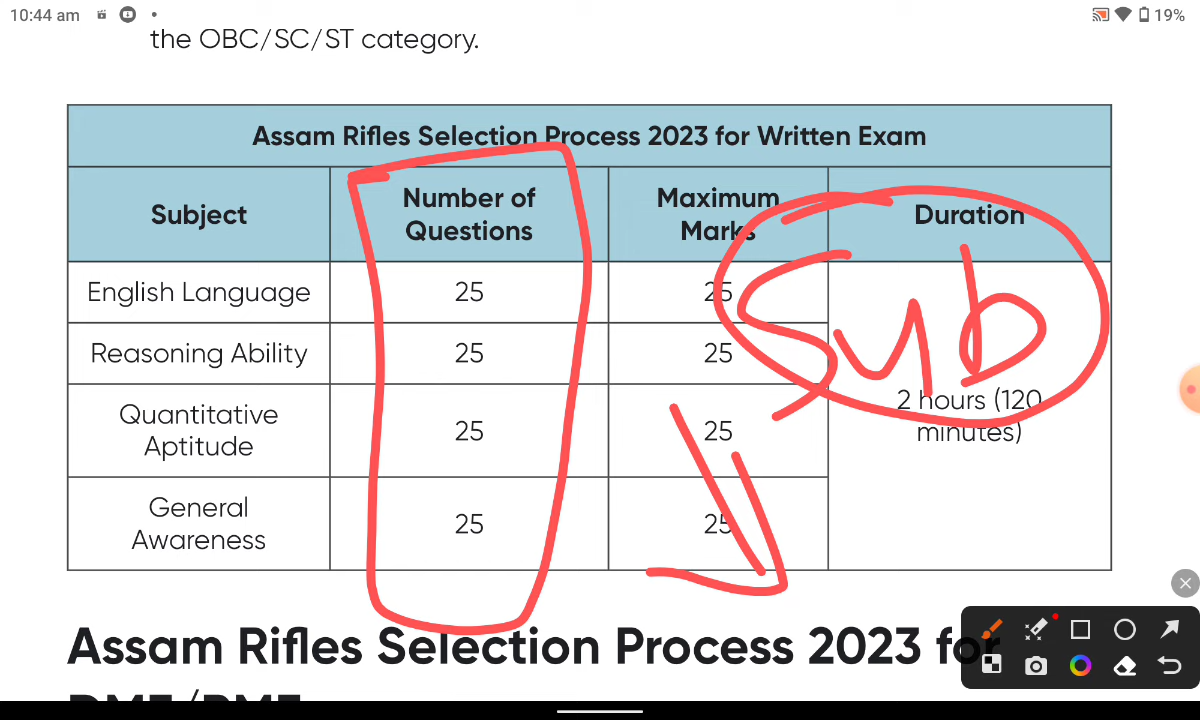 10:44 am
19%
the OBC/SC/ST category.
Assam Rifles Selection Process 2023 for Written Exam
Subject
Number of Questions
Maximum Marks
Duration
English Language
25
25
Reasoning Ability
25
25
Quantitative Aptitude
25
25
General Awareness
25
25
2 hours (120 minutes)
Sub
Assam Rifles Selection Process 2023 for